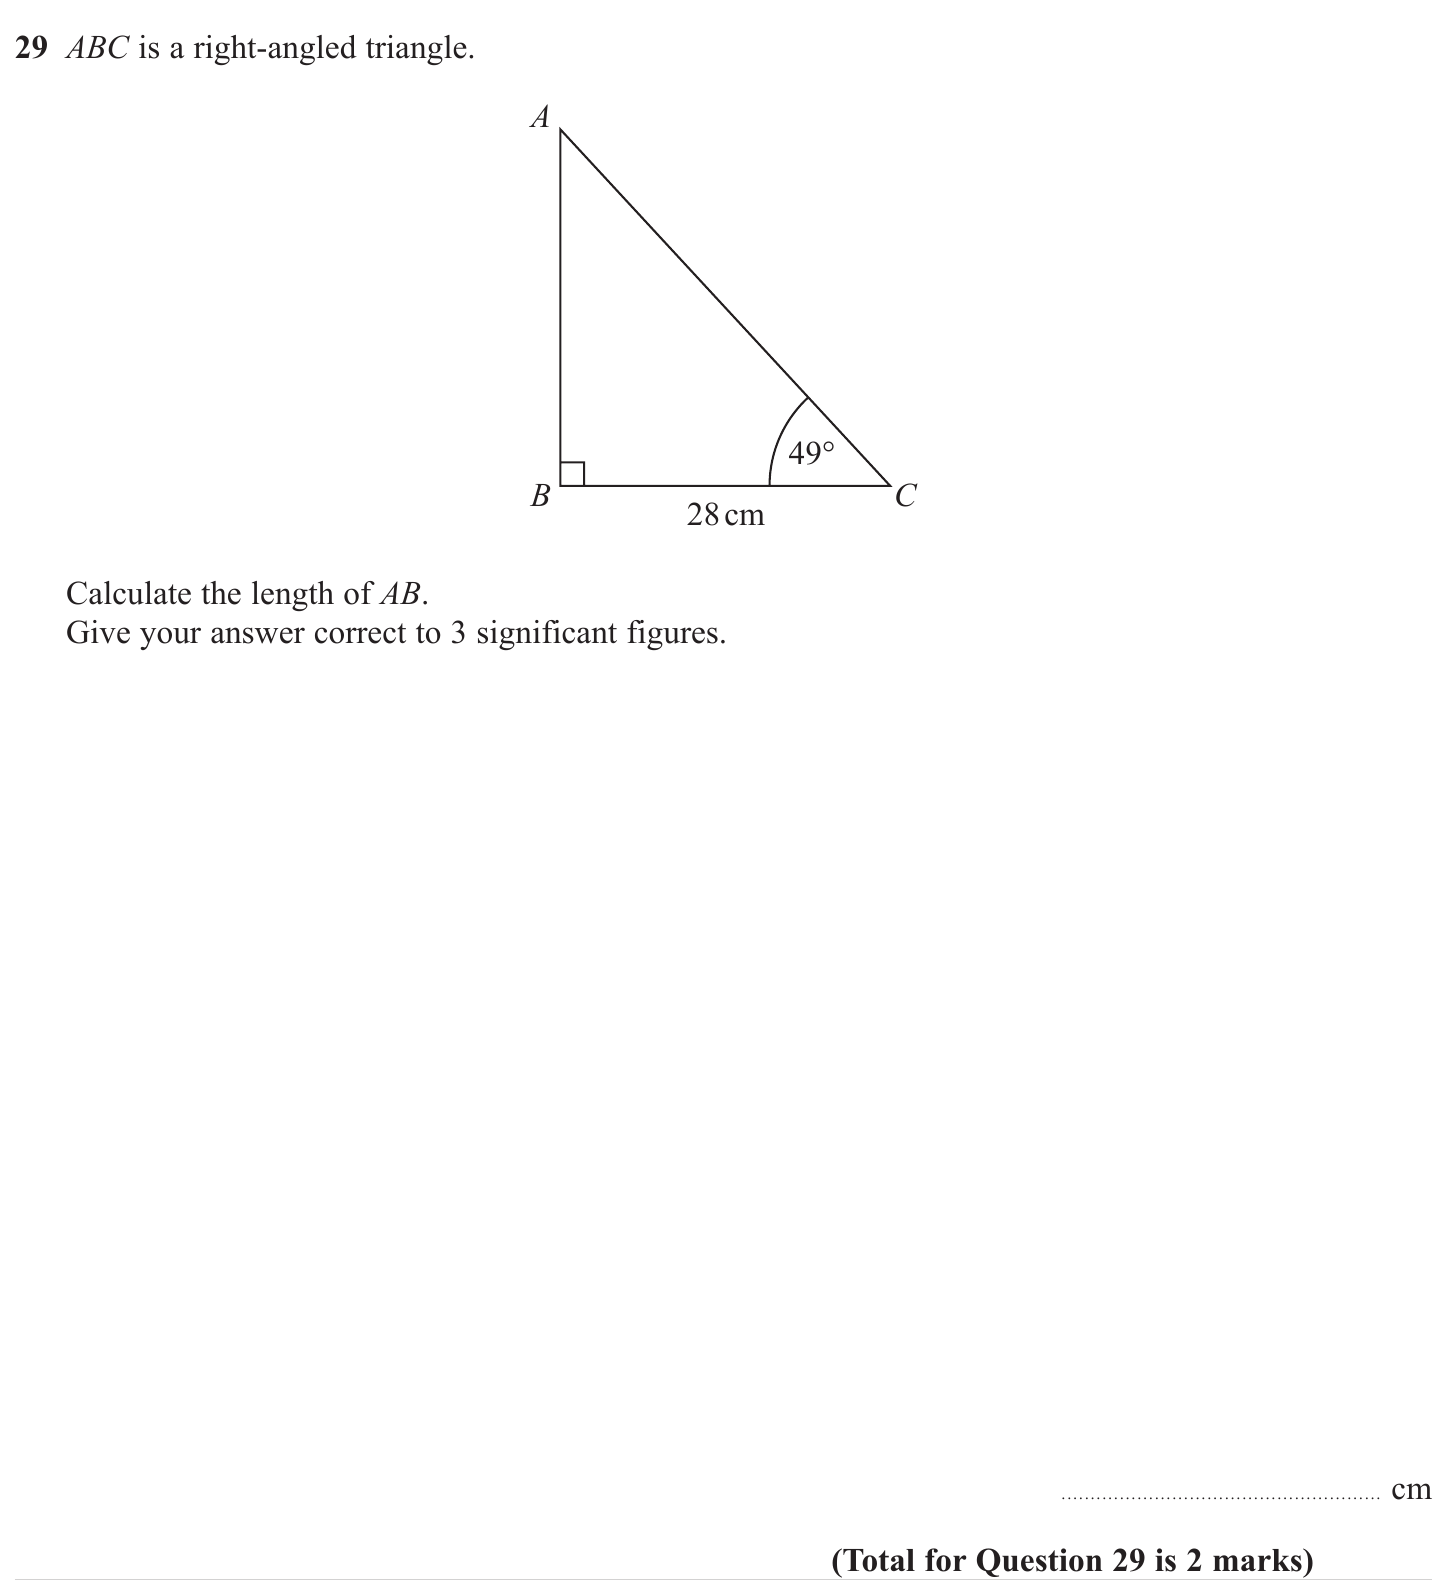 29 ABC is a right-angled triangle.
A
49°
B
C
28 cm
Calculate the length of AB.
Give your answer correct to 3 significant figures.
........................................................ cm
(Total for Question 29 is 2 marks)